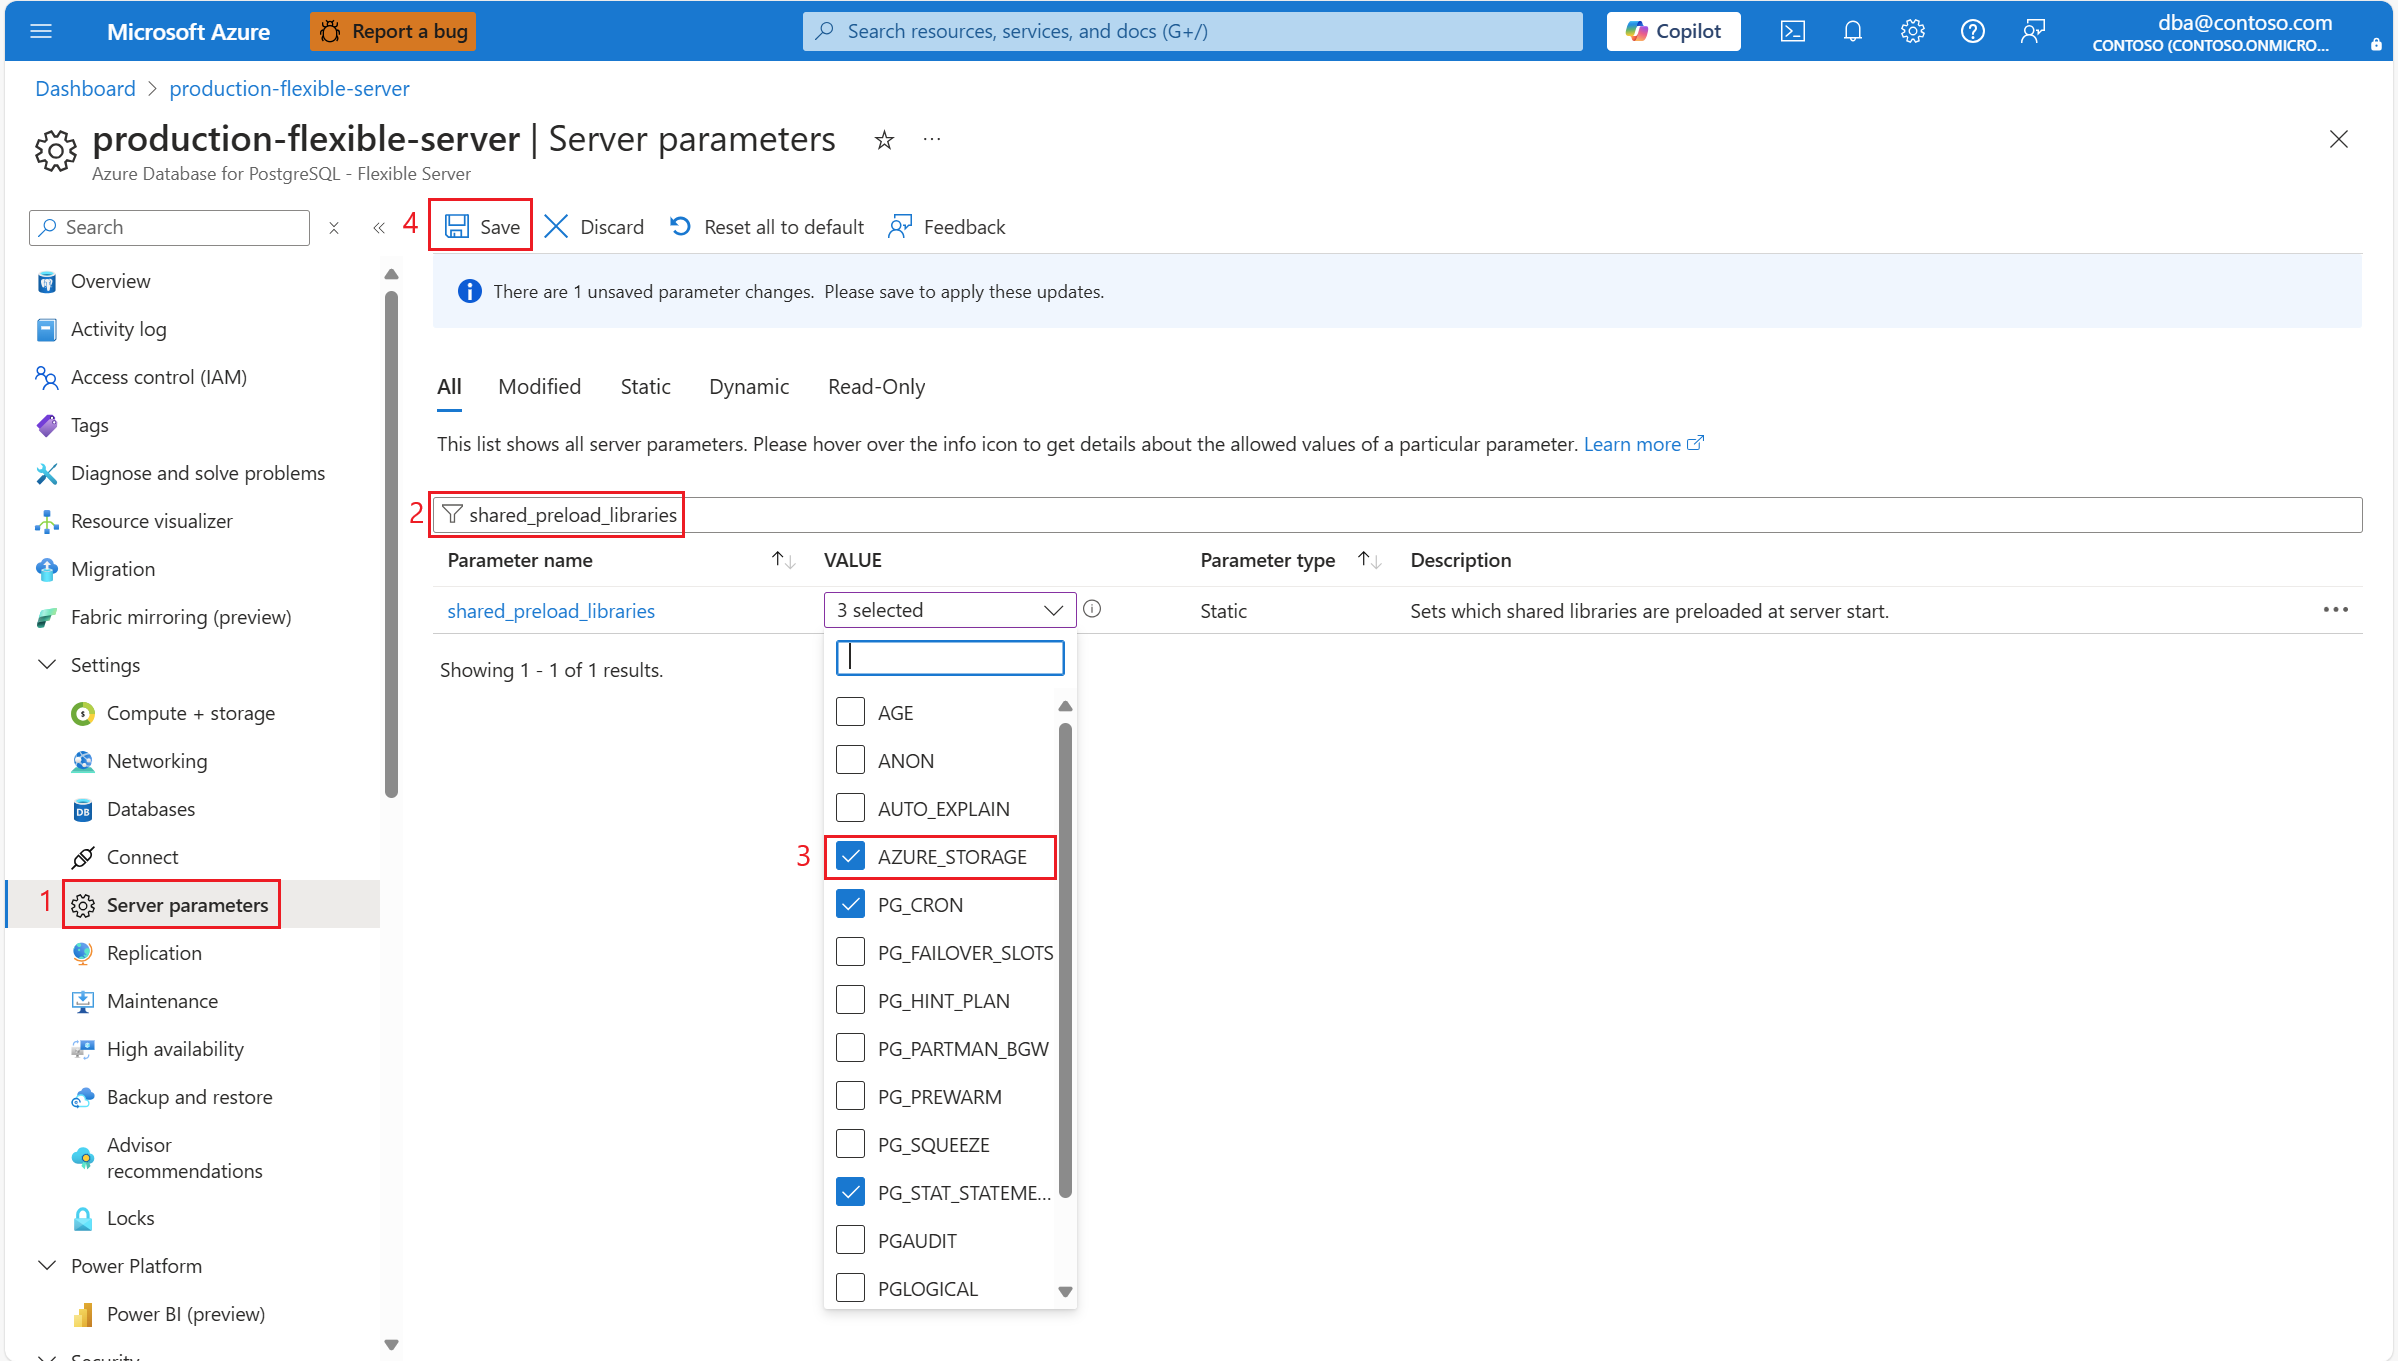 Microsoft Azure
Report a bug
Search resources, services, and docs (G+/)
Copilot
dba@contoso.com
CONTOSO (CONTOSO.ONMICRO...
Dashboard > production-flexible-server
production-flexible-server | Server parameters
...
Azure Database for PostgreSQL - Flexible Server
Search
4 Save
Discard
Reset all to default
Feedback
There are 1 unsaved parameter changes. Please save to apply these updates.
Overview
Activity log
Access control (IAM)
Tags
Diagnose and solve problems
Resource visualizer
Migration
Fabric mirroring (preview)
Settings
Compute + storage
Networking
Databases
Connect
1 Server parameters
Replication
Maintenance
High availability
Backup and restore
Advisor
recommendations
Locks
Power Platform
Power BI (preview)
Security
All Modified Static Dynamic Read-Only
This list shows all server parameters. Please hover over the info icon to get details about the allowed values of a particular parameter. Learn more
2 shared_preload_libraries
Parameter name VALUE Parameter type Description
shared_preload_libraries 3 selected Static Sets which shared libraries are preloaded at server start.
Showing 1 - 1 of 1 results.
AGE
ANON
AUTO_EXPLAIN
3 AZURE_STORAGE
PG_CRON
PG_FAILOVER_SLOTS
PG_HINT_PLAN
PG_PARTMAN_BGW
PG_PREWARM
PG_SQUEEZE
PG_STAT_STATEME...
PGAUDIT
PGLOGICAL